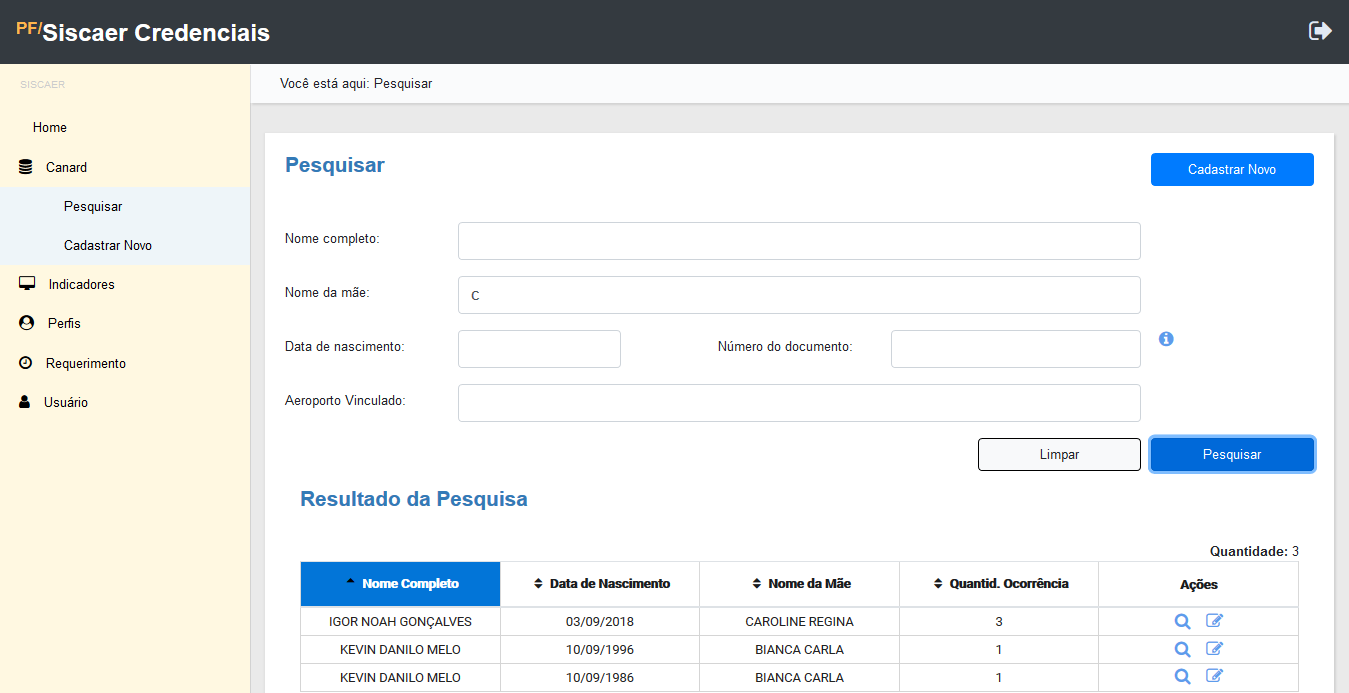 PF/Siscaer Credenciais
SISCAER
Você está aqui: Pesquisar
Home
Canard
Pesquisar
Cadastrar Novo
Indicadores
Perfis
Requerimento
Usuário
Pesquisar
Cadastrar Novo
Nome completo:
Nome da mãe: C
Data de nascimento: Número do documento:
Aeroporto Vinculado:
Limpar Pesquisar
Resultado da Pesquisa
Quantidade: 3
Nome Completo Data de Nascimento Nome da Mãe Quantid. Ocorrência Ações
IGOR NOAH GONÇALVES 03/09/2018 CAROLINE REGINA 3
KEVIN DANILO MELO 10/09/1996 BIANCA CARLA 1
KEVIN DANILO MELO 10/09/1986 BIANCA CARLA 1